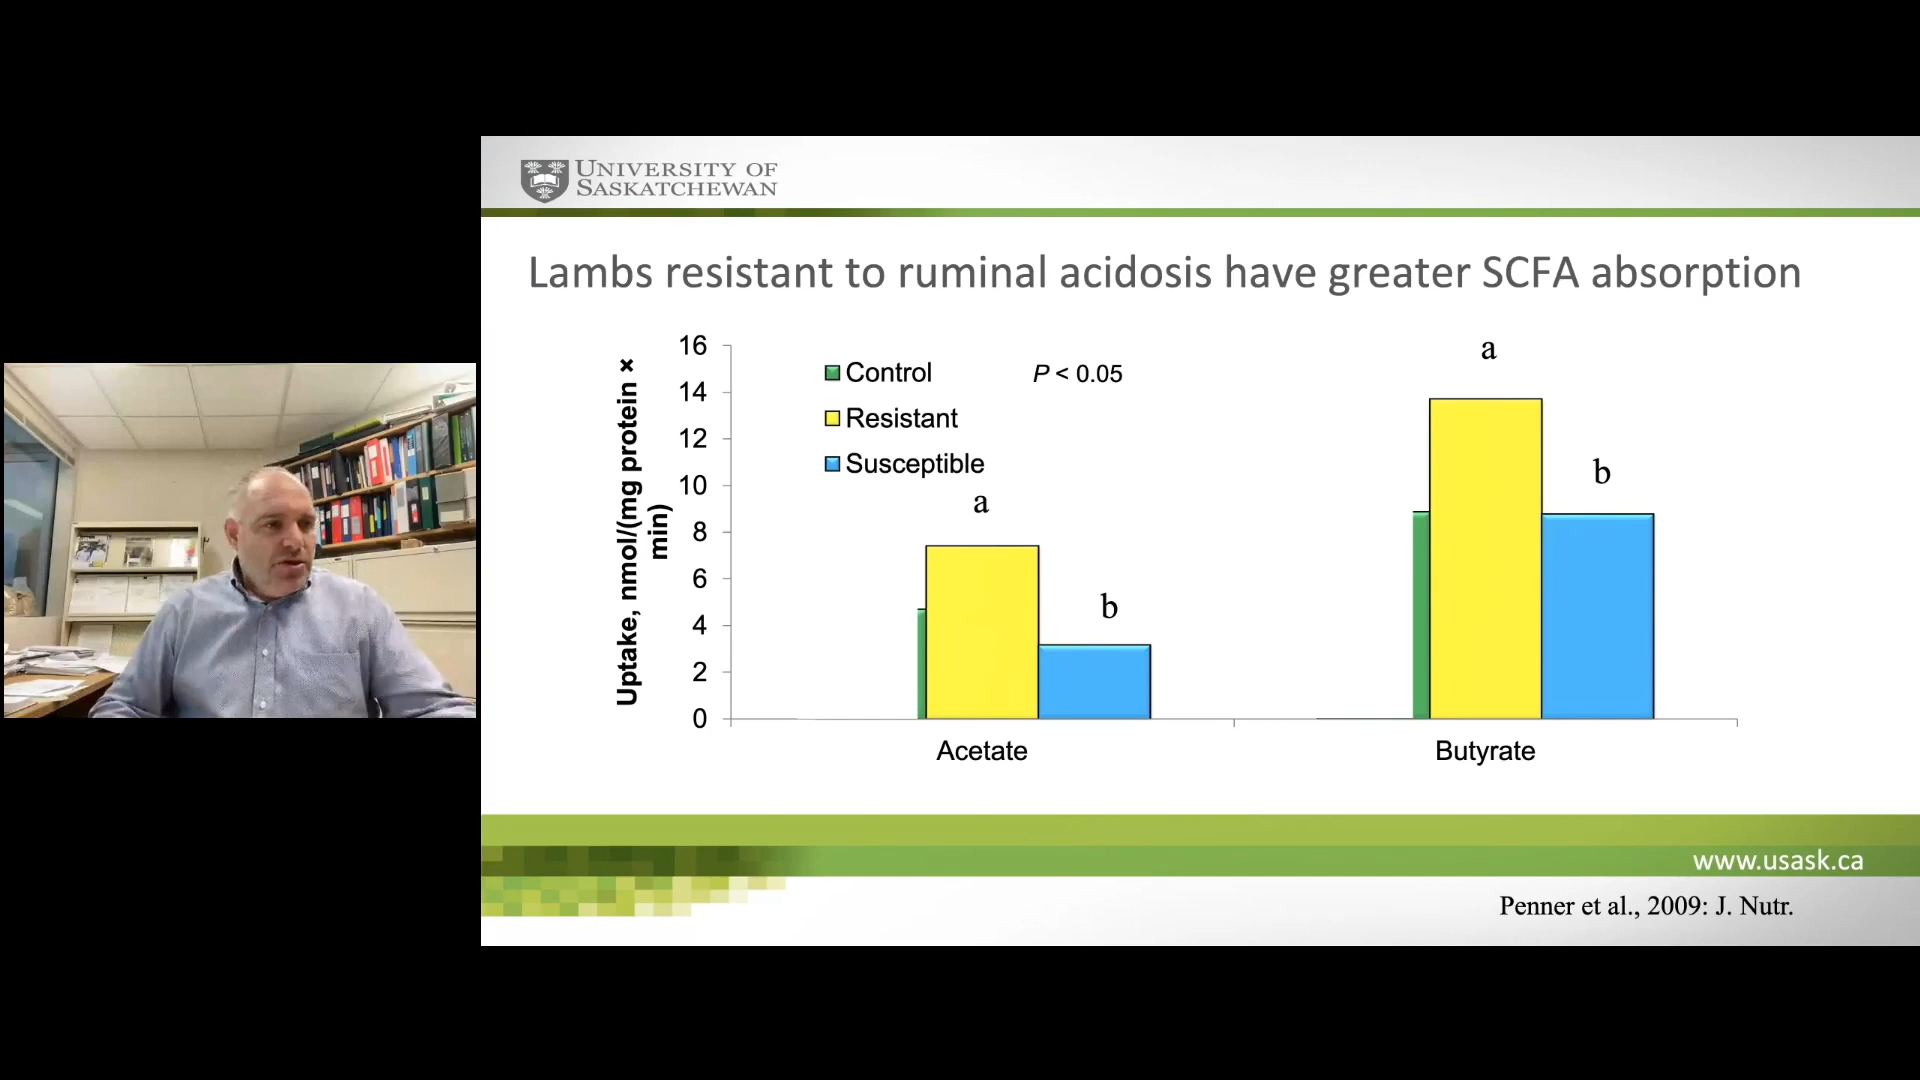 UNIVERSITY OF
SASKATCHEWAN
Lambs resistant to ruminal acidosis have greater SCFA absorption
Uptake, nmol/(mg protein ×
min)
16
14
12
10
8
6
4
2
0
Control
Resistant
Susceptible
P < 0.05
a
b
a
b
Acetate
Butyrate
www.usask.ca
Penner et al., 2009: J. Nutr.